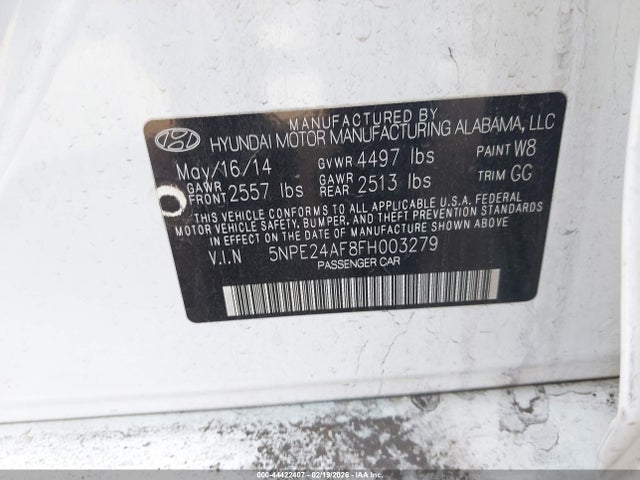 MANUFACTURED BY
HYUNDAI MOTOR MANUFACTURING ALABAMA, LLC
May/16/14 GVWR 4497 lbs PAINT W8
GAWR FRONT 2557 lbs GAWR REAR 2513 lbs TRIM GG
THIS VEHICLE CONFORMS TO ALL APPLICABLE U.S.A. FEDERAL
MOTOR VEHICLE SAFETY, BUMPER, AND THEFT PREVENTION STANDARDS
IN EFFECT ON THE DATE OF MANUFACTURE SHOWN ABOVE.
V.I.N 5NPE24AF8FH003279
PASSENGER CAR
000-44422407 - 02/19/2026 - IAAC